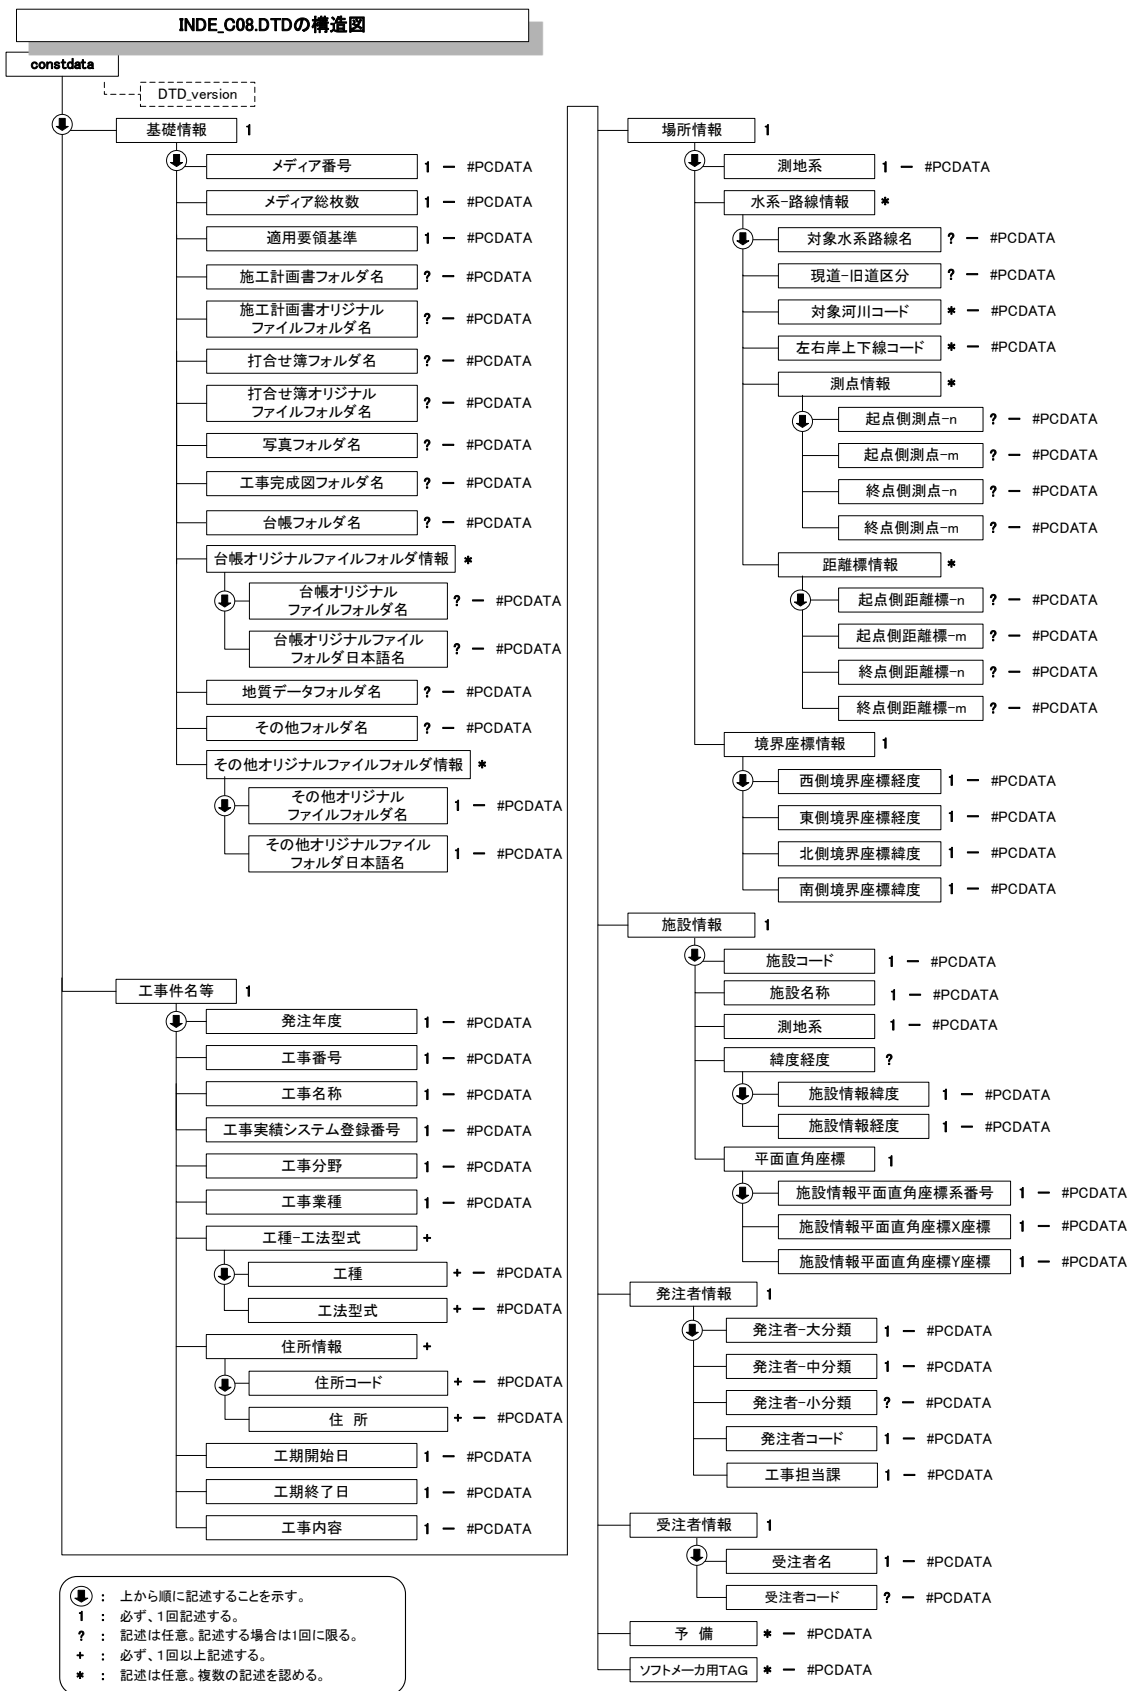 INDE_C08.DTDの構造図
constdata
DTD_version
基礎情報 1
メディア番号 1 － #PCDATA
メディア総枚数 1 － #PCDATA
適用要領基準 1 － #PCDATA
施工計画書フォルダ名 ? － #PCDATA
施工計画書オリジナル
ファイルフォルダ名 ? － #PCDATA
打合せ簿フォルダ名 ? － #PCDATA
打合せ簿オリジナル
ファイルフォルダ名 ? － #PCDATA
写真フォルダ名 ? － #PCDATA
工事完成図フォルダ名 ? － #PCDATA
台帳フォルダ名 ? － #PCDATA
台帳オリジナルファイルフォルダ情報 *
台帳オリジナル
ファイルフォルダ名 ? － #PCDATA
台帳オリジナルファイル
フォルダ日本語名 ? － #PCDATA
地質データフォルダ名 ? － #PCDATA
その他フォルダ名 ? － #PCDATA
その他オリジナルファイルフォルダ情報 *
その他オリジナル
ファイルフォルダ名 1 － #PCDATA
その他オリジナルファイル
フォルダ日本語名 1 － #PCDATA
工事件名等 1
発注年度 1 － #PCDATA
工事番号 1 － #PCDATA
工事名称 1 － #PCDATA
工事実績システム登録番号 1 － #PCDATA
工事分野 1 － #PCDATA
工事業種 1 － #PCDATA
工種-工法型式 +
工種 + － #PCDATA
工法型式 + － #PCDATA
住所情報 +
住所コード + － #PCDATA
住 所 + － #PCDATA
工期開始日 1 － #PCDATA
工期終了日 1 － #PCDATA
工事内容 1 － #PCDATA
場所情報 1
測地系 1 － #PCDATA
水系-路線情報 *
対象水系路線名 ? － #PCDATA
現道-旧道区分 ? － #PCDATA
対象河川コード * － #PCDATA
左右岸上下線コード * － #PCDATA
測点情報 *
起点側測点-n ? － #PCDATA
起点側測点-m ? － #PCDATA
終点側測点-n ? － #PCDATA
終点側測点-m ? － #PCDATA
距離標情報 *
起点側距離標-n ? － #PCDATA
起点側距離標-m ? － #PCDATA
終点側距離標-n ? － #PCDATA
終点側距離標-m ? － #PCDATA
境界座標情報 1
西側境界座標経度 1 － #PCDATA
東側境界座標経度 1 － #PCDATA
北側境界座標緯度 1 － #PCDATA
南側境界座標緯度 1 － #PCDATA
施設情報 1
施設コード 1 － #PCDATA
施設名称 1 － #PCDATA
測地系 1 － #PCDATA
緯度経度 ?
施設情報緯度 1 － #PCDATA
施設情報経度 1 － #PCDATA
平面直角座標 1
施設情報平面直角座標系番号 1 － #PCDATA
施設情報平面直角座標X座標 1 － #PCDATA
施設情報平面直角座標Y座標 1 － #PCDATA
発注者情報 1
発注者-大分類 1 － #PCDATA
発注者-中分類 1 － #PCDATA
発注者-小分類 ? － #PCDATA
発注者コード 1 － #PCDATA
工事担当課 1 － #PCDATA
受注者情報 1
受注者名 1 － #PCDATA
受注者コード ? － #PCDATA
予 備 * － #PCDATA
ソフトメーカ用TAG * － #PCDATA
： 上から順に記述することを示す。
1 ： 必ず、1回記述する。
? ： 記述は任意。記述する場合は1回に限る。
+ ： 必ず、1回以上記述する。
* ： 記述は任意。複数の記述を認める。